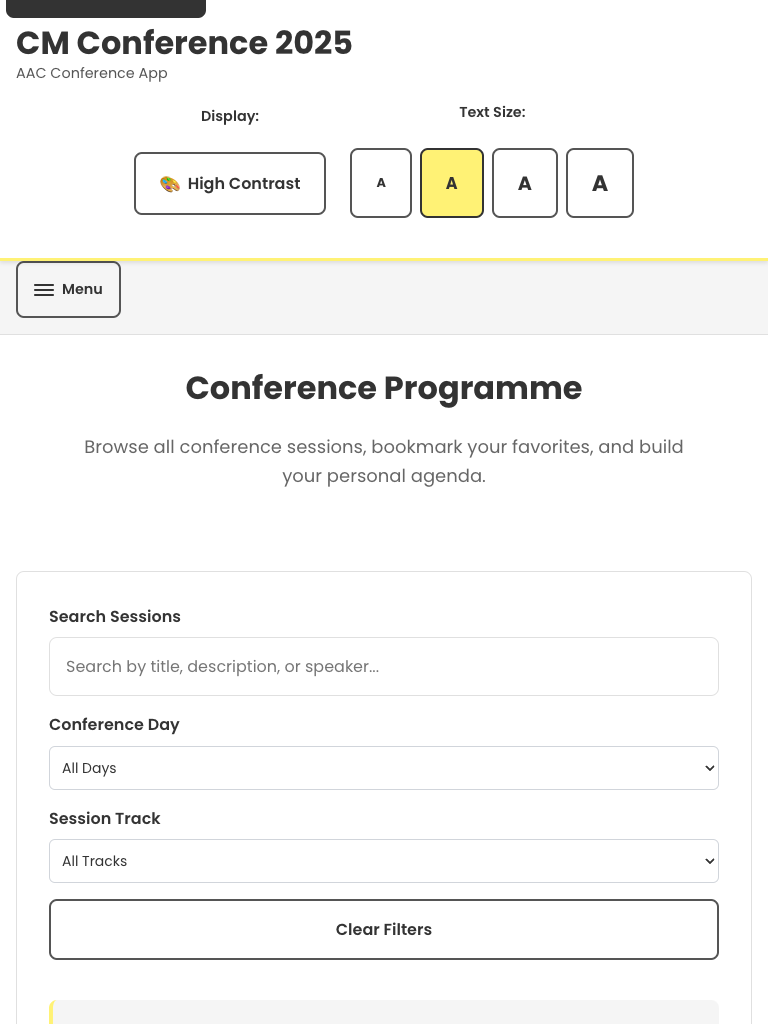 CM Conference 2025
AAC Conference App
Display:
Text Size:
🎨 High Contrast
A
A
A
A
Menu
Conference Programme
Browse all conference sessions, bookmark your favorites, and build
your personal agenda.
Search Sessions
Search by title, description, or speaker...
Conference Day
All Days
Session Track
All Tracks
Clear Filters